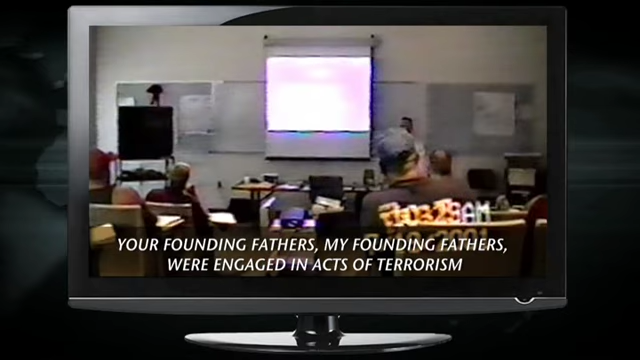 YOUR FOUNDING FATHERS, MY FOUNDING FATHERS,
WERE ENGAGED IN ACTS OF TERRORISM